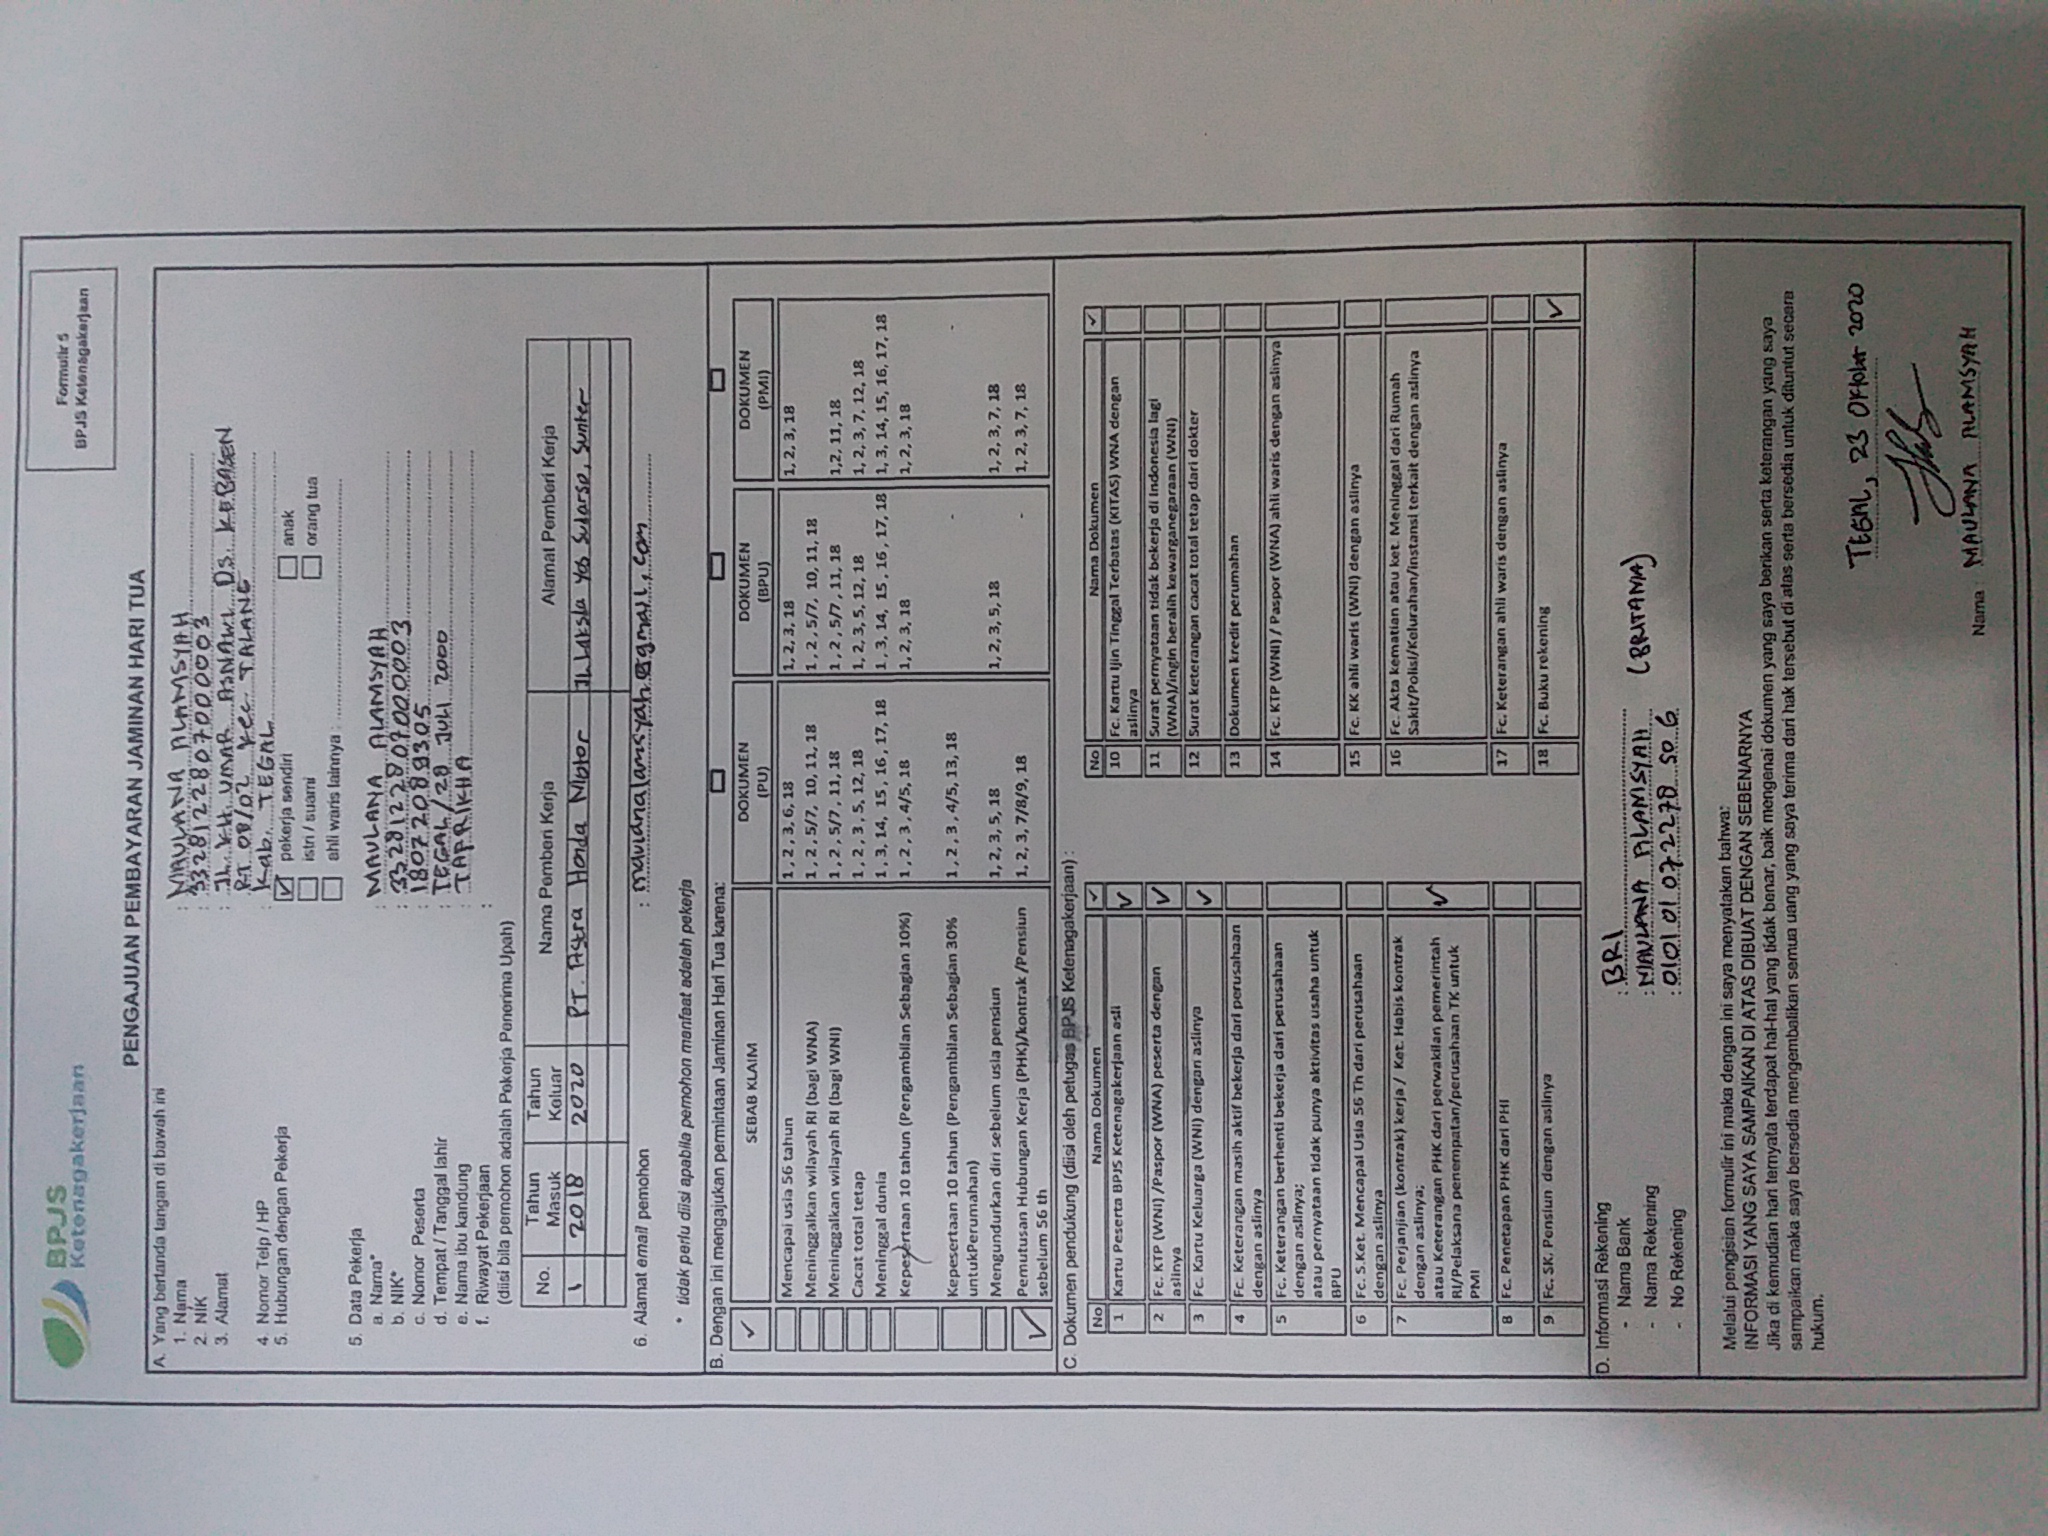 BPJS
Ketenagakerjaan
Formulir 5
BPJS Ketenagakerjaan
PENGAJUAN PEMBAYARAN JAMINAN HARI TUA
A. Yang bertanda tangan di bawah ini
1. Nama : MAULANA ALAMSYAH
2. NIK : 3328122807000003
3. Alamat : JL. KH. UMAR ASNAWI DS. KEBASEN
RT 08/02 Kec TALANG
4. Nomor Telp / HP : Kab. TEGAL
5. Hubungan dengan Pekerja ✓ pekerja sendiri anak
istri / suami orang tua
ahli waris lainnya :
5. Data Pekerja
a. Nama* : MAULANA ALAMSYAH
b. NIK* : 3328122807000003
c. Nomor Peserta : 18072089305
d. Tempat / Tanggal lahir : TEGAL / 28 JULI 2000
e. Nama ibu kandung : TAFRIKHA
f. Riwayat Pekerjaan :
(diisi bila pemohon adalah Pekerja Penerima Upah)
No. Tahun Masuk Tahun Keluar Nama Pemberi Kerja Alamat Pemberi Kerja
1 2018 2020 PT. Astra Honda Motor JL Laksda Yos Sudarso, Sunter
6. Alamat email pemohon : maulanalamsyah@gmail.com
* tidak perlu diisi apabila pemohon manfaat adalah pekerja
B. Dengan ini mengajukan permintaan Jaminan Hari Tua karena:
✓ SEBAB KLAIM DOKUMEN (PU) DOKUMEN (BPU) DOKUMEN (PMI)
Mencapai usia 56 tahun 1, 2, 3, 6, 18 1, 2, 3, 18 1, 2, 3, 18
Meninggalkan wilayah RI (bagi WNA) 1, 2, 5/7, 10, 11, 18 1, 2, 5/7, 10, 11, 18
Meninggalkan wilayah RI (bagi WNI) 1, 2, 5/7, 11, 18 1, 2, 5/7, 11, 18 1,2, 11, 18
Cacat total tetap 1, 2, 3, 5, 12, 18 1, 2, 3, 5, 12, 18 1, 2, 3, 7, 12, 18
Meninggal dunia 1, 3, 14, 15, 16, 17, 18 1, 3, 14, 15, 16, 17, 18 1, 3, 14, 15, 16, 17, 18
Kepesertaan 10 tahun (Pengambilan Sebagian 10%) 1, 2, 3, 4/5, 18 1, 2, 3, 18 1, 2, 3, 18
Kepesertaan 10 tahun (Pengambilan Sebagian 30% 1, 2, 3, 4/5, 13, 18 - -
untukPerumahan)
Mengundurkan diri sebelum usia pensiun 1, 2, 3, 5, 18 1, 2, 3, 5, 18 1, 2, 3, 7, 18
✓ Pemutusan Hubungan Kerja (PHK)/kontrak /Pensiun 1, 2, 3, 7/8/9, 18 - 1, 2, 3, 7, 18
sebelum 56 th
C. Dokumen pendukung (diisi oleh petugas BPJS Ketenagakerjaan) :
No Nama Dokumen ✓
1 Kartu Peserta BPJS Ketenagakerjaan asli ✓
2 Fc. KTP (WNI) /Paspor (WNA) peserta dengan
aslinya ✓
3 Fc. Kartu Keluarga (WNI) dengan aslinya ✓
4 Fc. Keterangan masih aktif bekerja dari perusahaan
dengan aslinya
5 Fc. Keterangan berhenti bekerja dari perusahaan
dengan aslinya;
atau pernyataan tidak punya aktivitas usaha untuk
BPU
6 Fc. S.Ket. Mencapai Usia 56 Th dari perusahaan
dengan aslinya
7 Fc. Perjanjian (kontrak) kerja / Ket. Habis kontrak
dengan aslinya;
atau Keterangan PHK dari perwakilan pemerintah ✓
RI/Pelaksana penempatan/perusahaan TK untuk
PMI
8 Fc. Penetapan PHK dari PHI
9 Fc. SK. Pensiun dengan aslinya
No Nama Dokumen ✓
10 Fc. Kartu Ijin Tinggal Terbatas (KITAS) WNA dengan
aslinya
11 Surat pernyataan tidak bekerja di Indonesia lagi
(WNA)/ingin beralih kewarganegaraan (WNI)
12 Surat keterangan cacat total tetap dari dokter
13 Dokumen kredit perumahan
14 Fc. KTP (WNI) / Paspor (WNA) ahli waris dengan aslinya
15 Fc. KK ahli waris (WNI) dengan aslinya
16 Fc. Akta kematian atau ket. Meninggal dari Rumah
Sakit/Polisi/Kelurahan/instansi terkait dengan aslinya
17 Fc. Keterangan ahli waris dengan aslinya
18 Fc. Buku rekening ✓
D. Informasi Rekening
- Nama Bank : BRI
- Nama Rekening : MAULANA ALAMSYAH (BRITAMA)
- No Rekening : 0101 01 072278 50 6
Melalui pengisian formulir ini maka dengan ini saya menyatakan bahwa:
INFORMASI YANG SAYA SAMPAIKAN DI ATAS DIBUAT DENGAN SEBENARNYA
Jika di kemudian hari ternyata terdapat hal-hal yang tidak benar, baik mengenai dokumen yang saya berikan serta keterangan yang saya
sampaikan maka saya bersedia mengembalikan semua uang yang saya terima dari hak tersebut di atas serta bersedia untuk dituntut secara
hukum.
TEGAL, 23 Oktober 2020
Nama : MAULANA ALAMSYAH